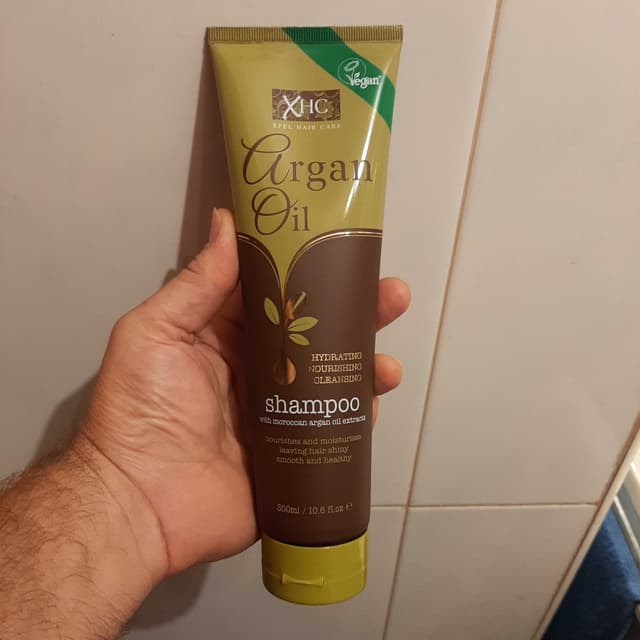 Vegan
XHC
XPEL HAIR CARE
Argan
Oil
HYDRATING
NOURISHING
CLEANSING
shampoo
with moroccan argan oil extracts
nourishes and moisturises
leaving hair shiny
smooth and healthy
300ml / 10.6 fl.oz ℮